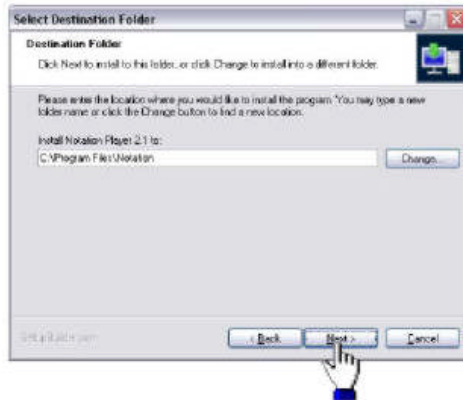 Select Destination Folder
Destination Folder
Click Next to install to this folder, or click Change to install into a different folder.
Please enter the location where you would like to install the program. You may type a new
folder name or click the Change button to find a new location.
Install Notation Player 2.1 to:
C:\Program Files\Notation
Change...
SetupBuilder.com
< Back
Next >
Cancel